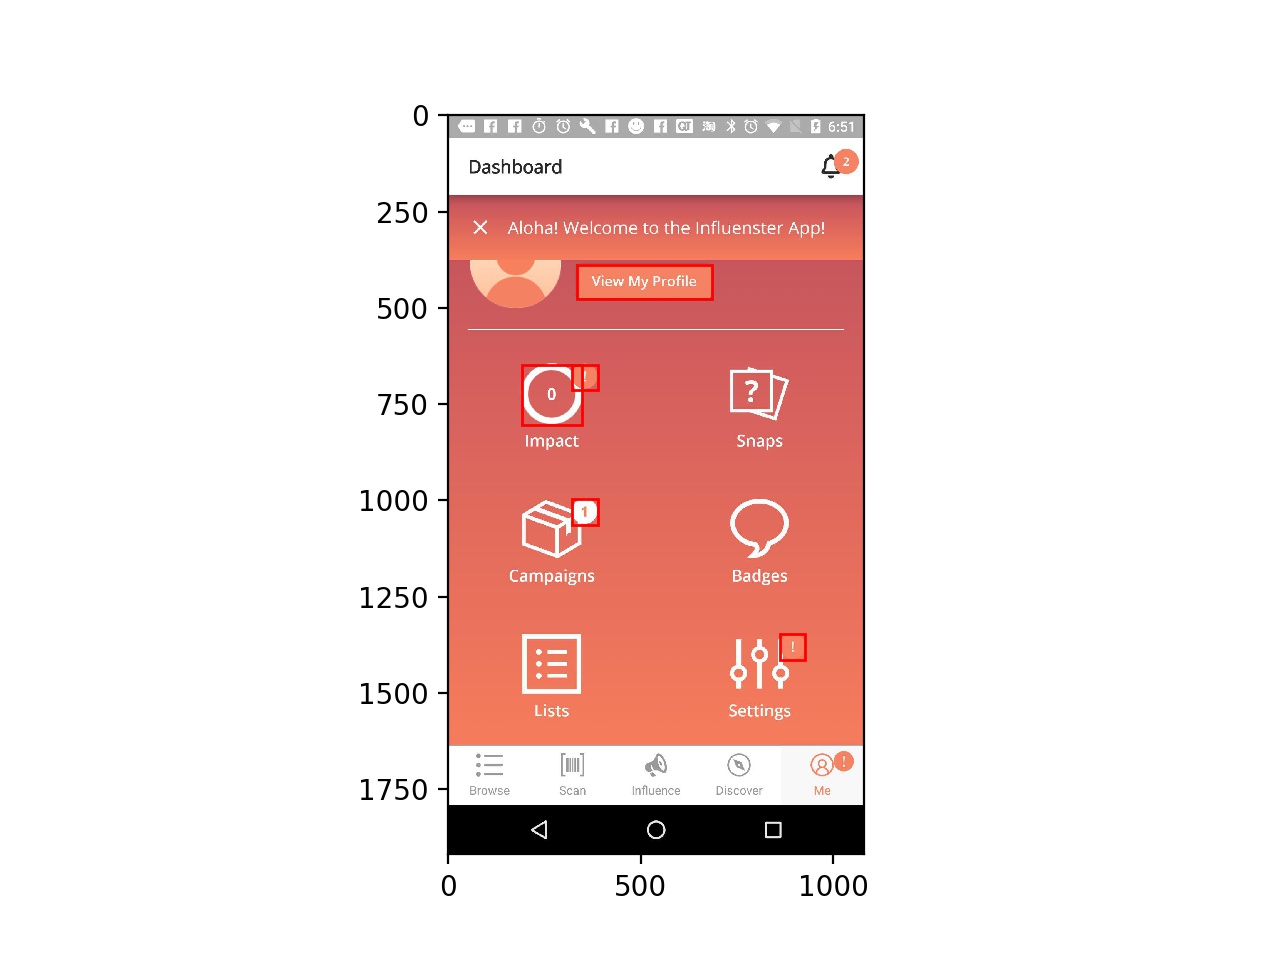 0
6:51
Dashboard
2
250
Aloha! Welcome to the Influenster App!
View My Profile
500
750
0
!
?
Impact
Snaps
1000
1
Campaigns
Badges
1250
!
1500
Lists
Settings
!
1750
Browse
Scan
Influence
Discover
Me
0
500
1000